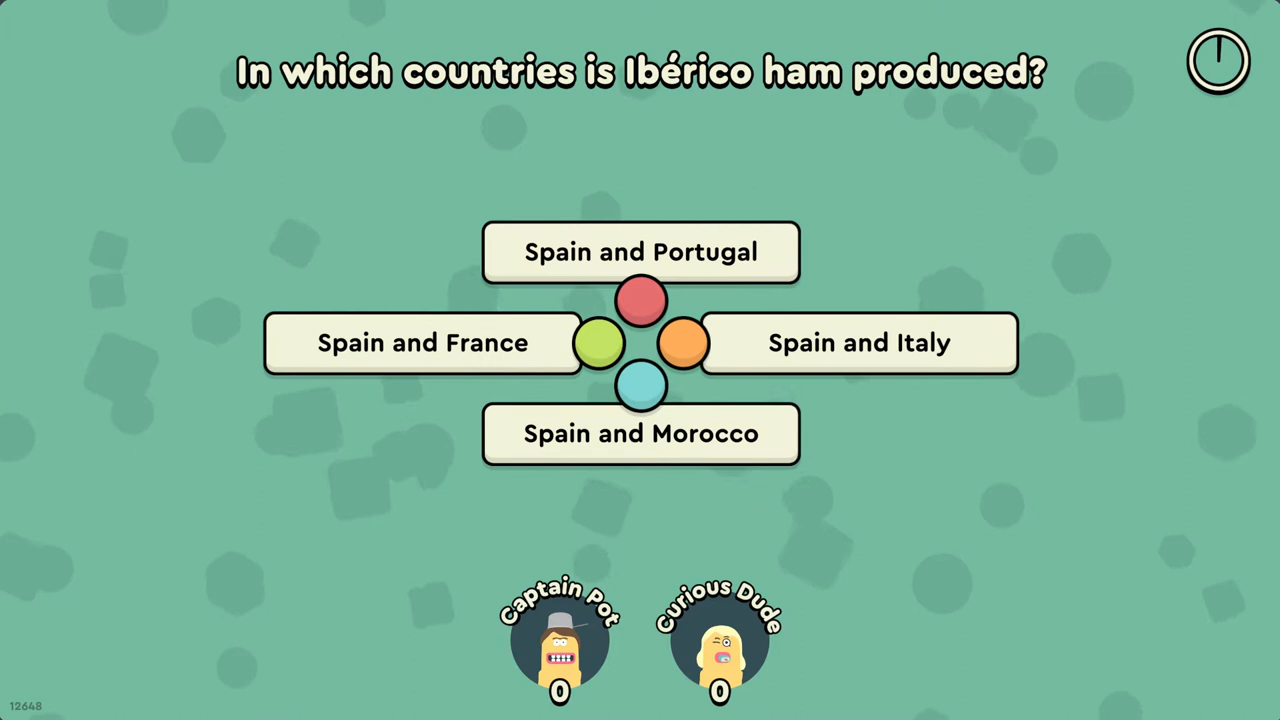 In which countries is Ibérico ham produced?
Spain and Portugal
Spain and France
Spain and Italy
Spain and Morocco
Captain Pot
Curious Dude
0
0
12648